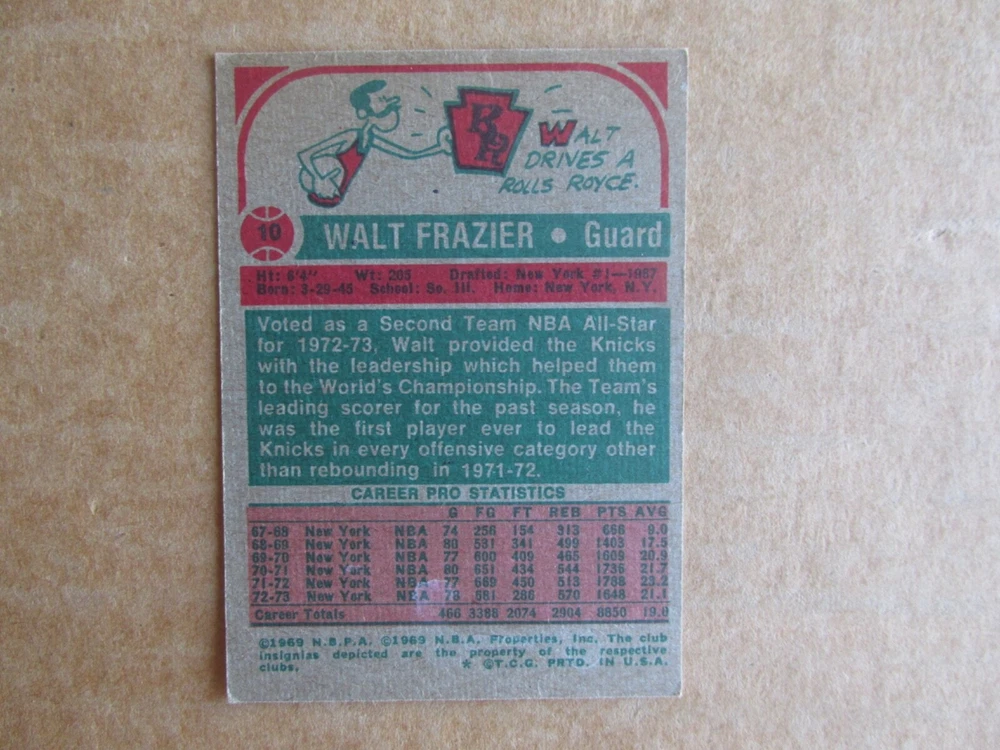 RR
WALT
DRIVES A
ROLLS ROYCE.
10 WALT FRAZIER • Guard
Ht: 6'4" Wt: 205 Drafted: New York #1—1967
Born: 3-29-45 School: So. Ill. Home: New York, N.Y.
Voted as a Second Team NBA All-Star
for 1972-73, Walt provided the Knicks
with the leadership which helped them
to the World's Championship. The Team's
leading scorer for the past season, he
was the first player ever to lead the
Knicks in every offensive category other
than rebounding in 1971-72.
CAREER PRO STATISTICS
G FG FT REB PTS AVG
67-68 New York NBA 74 256 154 313 666 9.0
68-69 New York NBA 80 531 341 499 1403 17.5
69-70 New York NBA 77 600 409 465 1609 20.9
70-71 New York NBA 80 651 434 544 1736 21.7
71-72 New York NBA 77 669 450 513 1788 23.2
72-73 New York NBA 78 681 286 570 1648 21.1
Career Totals 466 3388 2074 2904 8850 19.0
©1969 N.B.P.A. ©1969 N.B.A. Properties, Inc. The club
insignias depicted are the property of the respective
clubs. * ©T.C.G. PRTD. IN U.S.A.